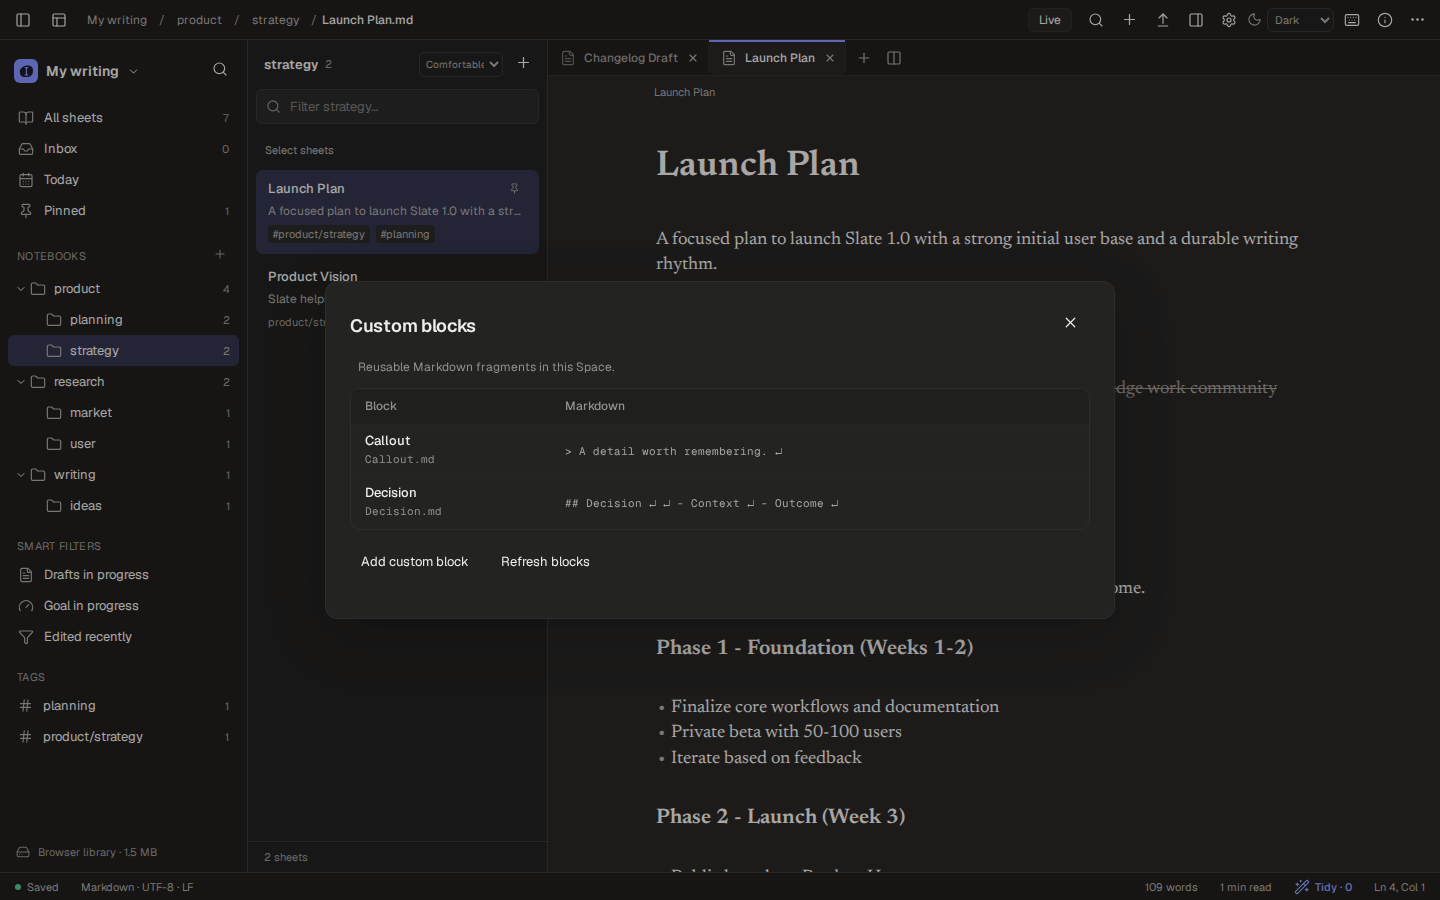 My writing / product / strategy / Launch Plan.md
Live
Dark
My writing
All sheets 7
Inbox 0
Today
Pinned 1
NOTEBOOKS
product 4
planning 2
strategy 2
research 2
market 1
user 1
writing 1
ideas 1
SMART FILTERS
Drafts in progress
Goal in progress
Edited recently
TAGS
# planning 1
# product/strategy 1
Browser library · 1.5 MB
strategy 2
Comfortable
Filter strategy...
Select sheets
Launch Plan
A focused plan to launch Slate 1.0 with a str...
#product/strategy #planning
Product Vision
Slate help
product/str
2 sheets
Changelog Draft
Launch Plan
Launch Plan
Launch Plan
A focused plan to launch Slate 1.0 with a strong initial user base and a durable writing
rhythm.
work community
Custom blocks
Reusable Markdown fragments in this Space.
Block Markdown
Callout
Callout.md
> A detail worth remembering. ↵
Decision
Decision.md
## Decision ↵ ↵ - Context ↵ - Outcome ↵
Add custom block Refresh blocks
Phase 1 - Foundation (Weeks 1-2)
• Finalize core workflows and documentation
• Private beta with 50-100 users
• Iterate based on feedback
Phase 2 - Launch (Week 3)
Saved
Markdown · UTF-8 · LF
109 words
1 min read
Tidy · 0
Ln 4, Col 1